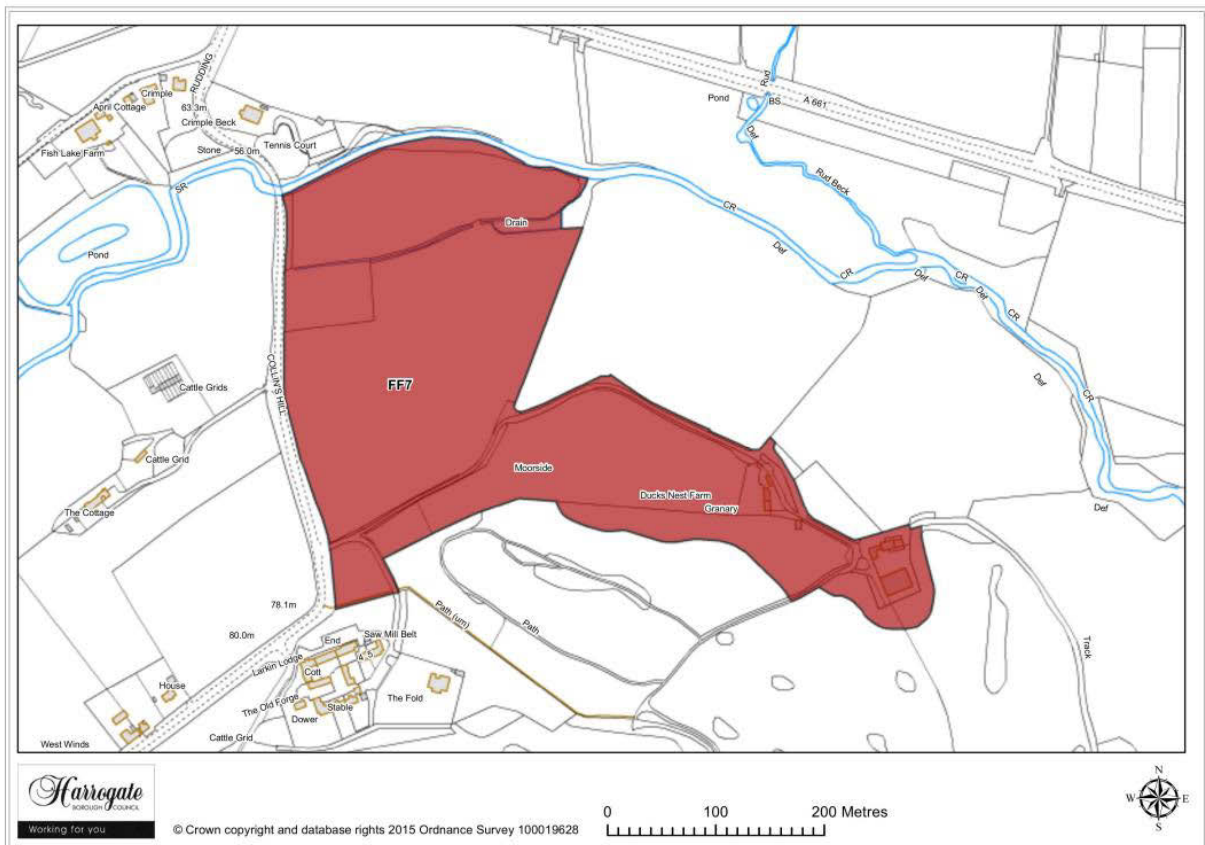 RUDDING
Crimple
April Cottage
63.3m
Crimple Beck
Fish Lake Farm
Stone
56.0m
Tennis Court
SR
Pond
Rud
Pond
BS
A 661
Def
Rud Beck
Drain
CR
Def
CR
Def
CR
Def
CR
Def
CR
Def
COLLIN'S HILL
FF7
Cattle Grids
Cattle Grid
The Cottage
Moorside
Ducks Nest Farm
Granary
78.1m
80.0m
Path (um)
Path
Track
End
Saw Mill Belt
Larkin Lodge
4
5
Cott
House
The Old Forge
Stable
The Fold
Dower
Cattle Grid
West Winds
Harrogate
BOROUGH COUNCIL
Working for you
© Crown copyright and database rights 2015 Ordnance Survey 100019628
0 100 200 Metres
N
W E
S